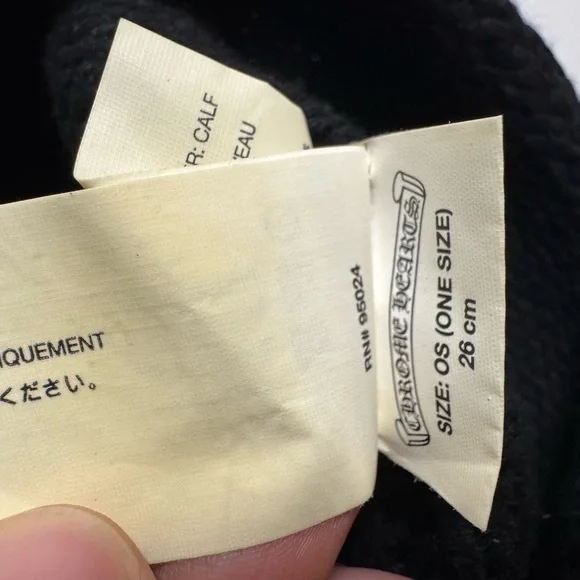 R: CALF
EAU
IQUEMENT
ください。
RN# 95024
CHROME HEARTS
SIZE: OS (ONE SIZE)
26 cm